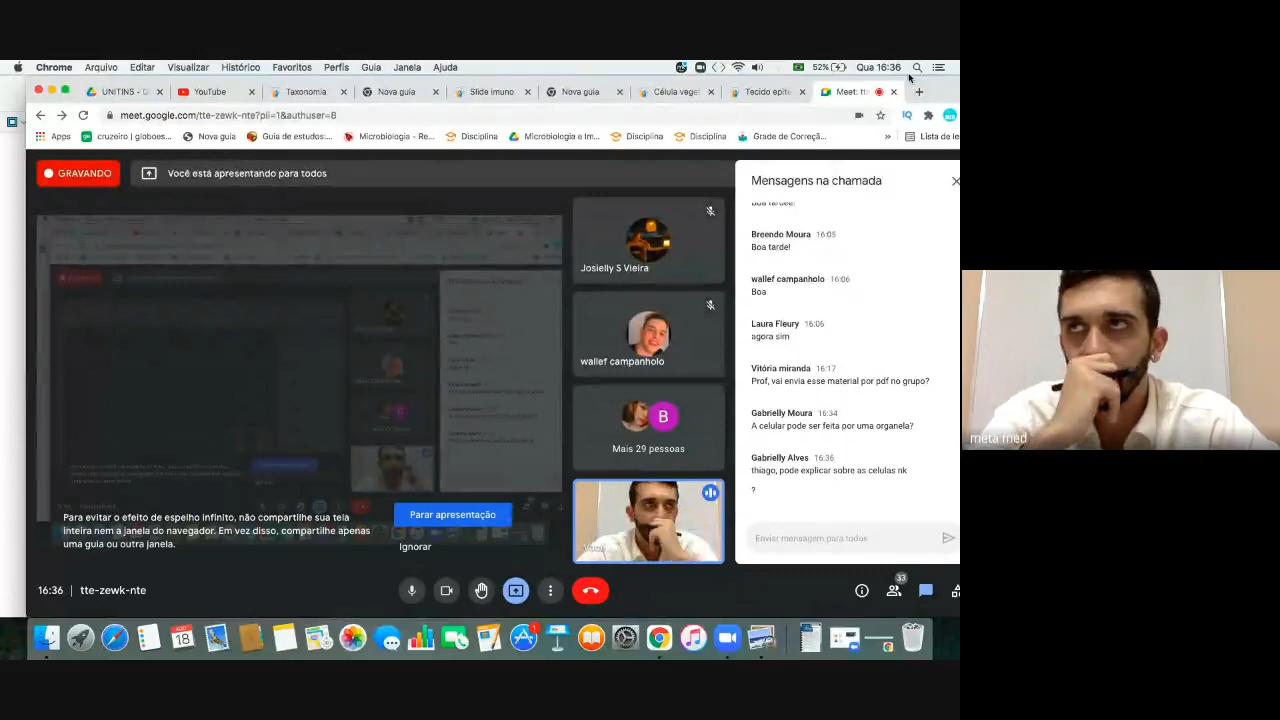 Chrome Arquivo Editar Visualizar Histórico Favoritos Perfis Guia Janela Ajuda 52% Qua 16:36
UNITINS - G YouTube Taxonomia Nova guia Slide imuno Nova guia Célula veget Tecido epite Meet: tte
meet.google.com/tte-zewk-nte?pli=1&authuser=8
Apps cruzeiro | globoes... Nova guia Guia de estudos:... Microbiologia - Re... Disciplina Microbiologia e Im... Disciplina Disciplina Grade de Correçã... » Lista de le
GRAVANDO
Você está apresentando para todos
Josielly S Vieira
wallef campanholo
B
Mais 29 pessoas
Você
Para evitar o efeito de espelho infinito, não compartilhe sua tela
inteira nem a janela do navegador. Em vez disso, compartilhe apenas
uma guia ou outra janela.
Parar apresentação
Ignorar
Mensagens na chamada
Boa tardee!
Breendo Moura 16:05
Boa tarde!
wallef campanholo 16:06
Boa
Laura Fleury 16:06
agora sim
Vitória miranda 16:17
Prof, vai envia esse material por pdf no grupo?
Gabrielly Moura 16:34
A celular pode ser feita por uma organela?
Gabrielly Alves 16:36
thiago, pode explicar sobre as celulas nk
?
Enviar mensagem para todos
16:36 | tte-zewk-nte
33
18
1
meta med